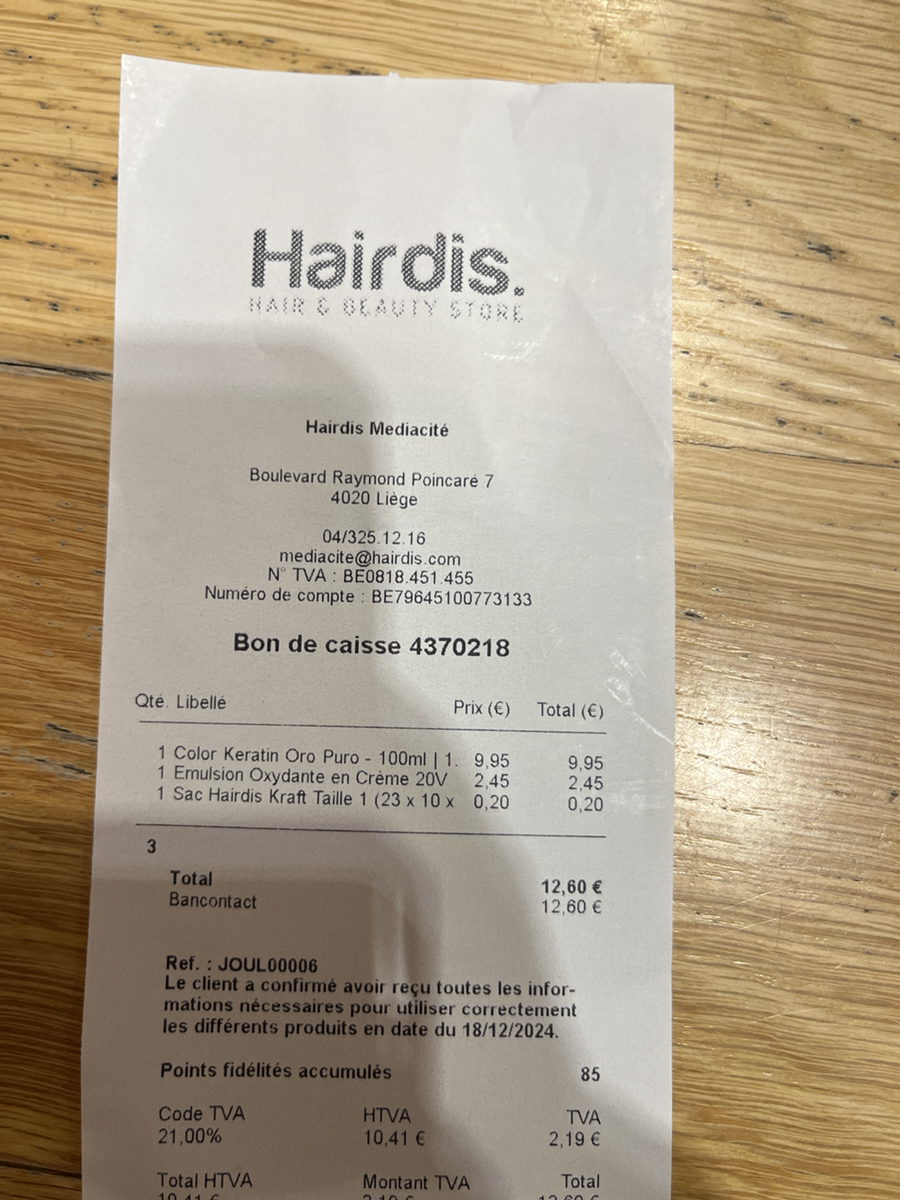 Hairdis.
HAIR & BEAUTY STORE
Hairdis Mediacité
Boulevard Raymond Poincaré 7
4020 Liège
04/325.12.16
mediacite@hairdis.com
N° TVA : BE0818.451.455
Numéro de compte : BE79645100773133
Bon de caisse 4370218
Qté. Libellé Prix (€) Total (€)
1 Color Keratin Oro Puro - 100ml | 1. 9,95 9,95
1 Emulsion Oxydante en Crème 20V 2,45 2,45
1 Sac Hairdis Kraft Taille 1 (23 x 10 x 0,20 0,20
3
Total 12,60 €
Bancontact 12,60 €
Ref. : JOUL00006
Le client a confirmé avoir reçu toutes les infor-
mations nécessaires pour utiliser correctement
les différents produits en date du 18/12/2024.
Points fidélités accumulés 85
Code TVA HTVA TVA
21,00% 10,41 € 2,19 €
Total HTVA Montant TVA Total